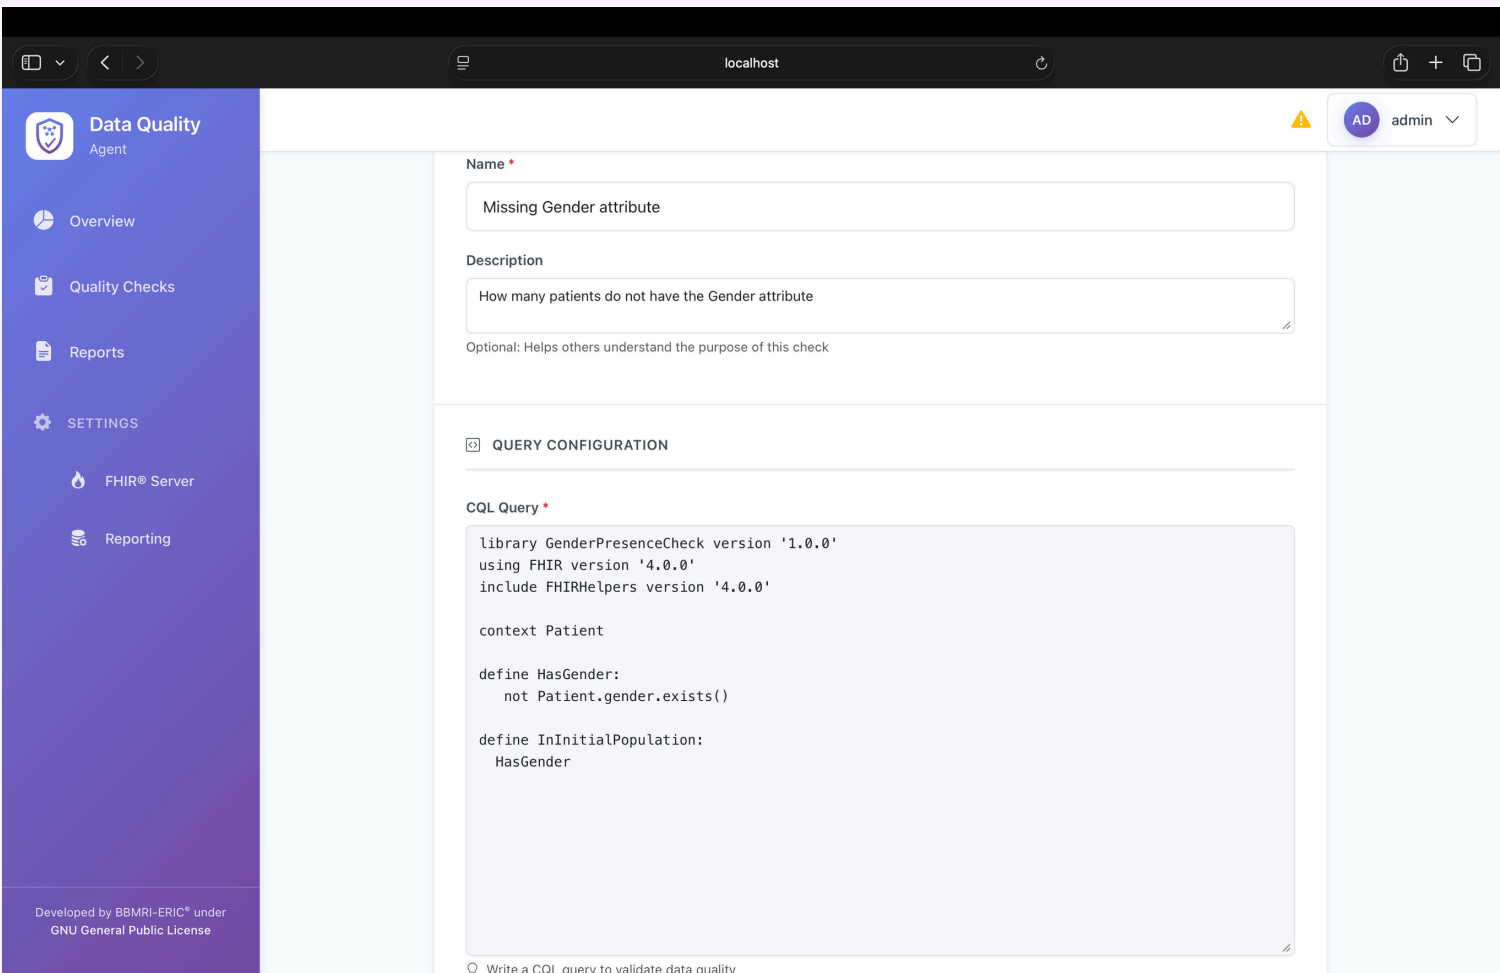 localhost
Data Quality
Agent
AD admin
Overview
Quality Checks
Reports
SETTINGS
FHIR® Server
Reporting
Developed by BBMRI-ERIC® under
GNU General Public License
Name *
Missing Gender attribute
Description
How many patients do not have the Gender attribute
Optional: Helps others understand the purpose of this check
QUERY CONFIGURATION
CQL Query *
library GenderPresenceCheck version '1.0.0'
using FHIR version '4.0.0'
include FHIRHelpers version '4.0.0'
context Patient
define HasGender:
not Patient.gender.exists()
define InInitialPopulation:
HasGender
Write a CQL query to validate data quality